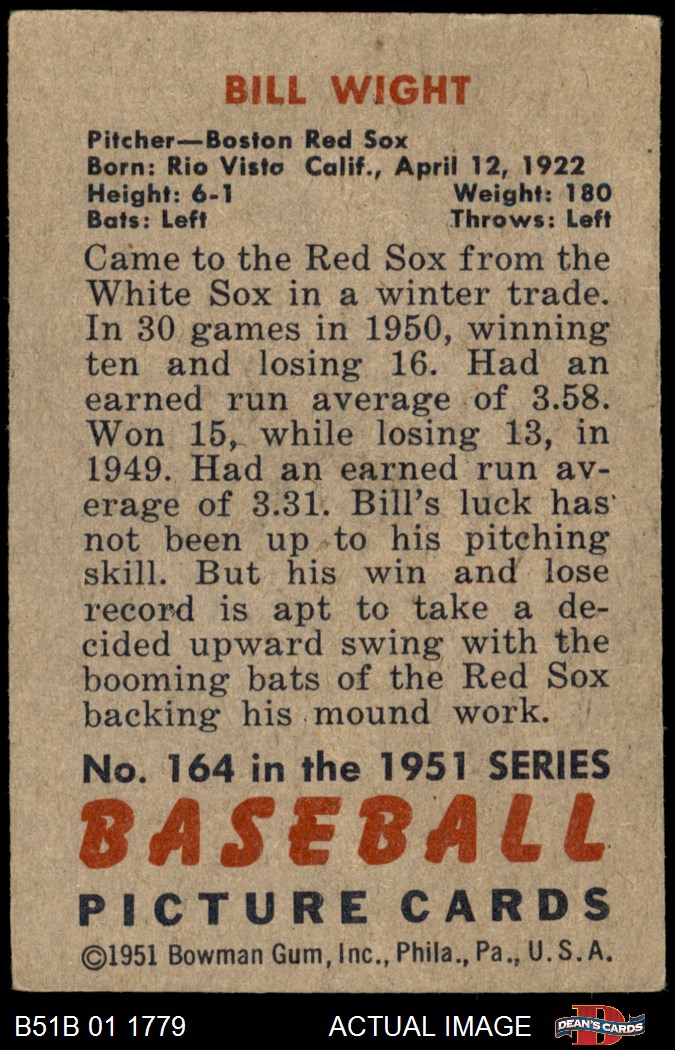 BILL WIGHT
Pitcher—Boston Red Sox
Born: Rio Vista Calif., April 12, 1922
Height: 6-1 Weight: 180
Bats: Left Throws: Left
Came to the Red Sox from the
White Sox in a winter trade.
In 30 games in 1950, winning
ten and losing 16. Had an
earned run average of 3.58.
Won 15, while losing 13, in
1949. Had an earned run av-
erage of 3.31. Bill's luck has
not been up to his pitching
skill. But his win and lose
record is apt to take a de-
cided upward swing with the
booming bats of the Red Sox
backing his mound work.
No. 164 in the 1951 SERIES
BASEBALL
PICTURE CARDS
©1951 Bowman Gum, Inc., Phila., Pa., U.S.A.
B51B 01 1779 ACTUAL IMAGE D DEAN'S CARDS